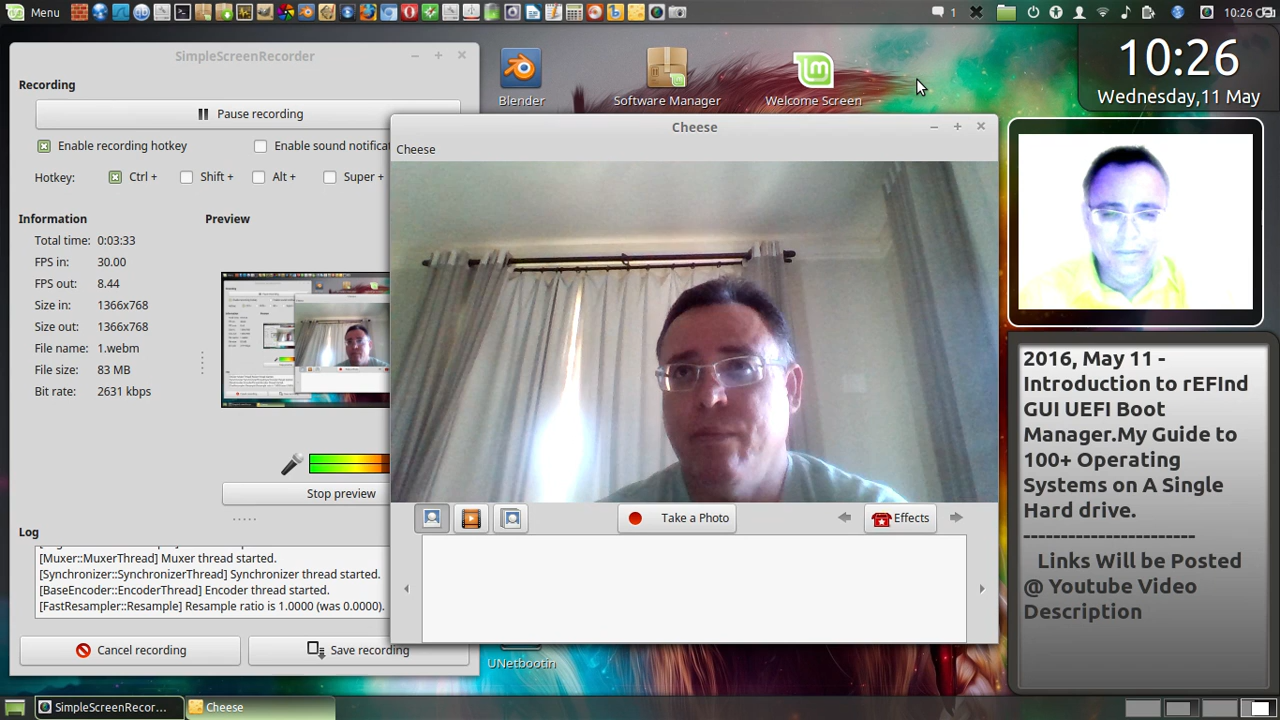 Menu
1
10:26
SimpleScreenRecorder
Recording
Pause recording
Enable recording hotkey
Enable sound notificat
Hotkey:
Ctrl +
Shift +
Alt +
Super +
Information
Preview
Total time: 0:03:33
FPS in: 30.00
FPS out: 8.44
Size in: 1366x768
Size out: 1366x768
File name: 1.webm
File size: 83 MB
Bit rate: 2631 kbps
Stop preview
Log
[Muxer::MuxerThread] Muxer thread started.
[Synchronizer::SynchronizerThread] Synchronizer thread started.
[BaseEncoder::EncoderThread] Encoder thread started.
[FastResampler::Resample] Resample ratio is 1.0000 (was 0.0000).
Cancel recording
Save recording
Blender
Software Manager
Welcome Screen
Cheese
Cheese
Take a Photo
Effects
UNetbootin
10:26
Wednesday,11 May
2016, May 11 -
Introduction to rEFInd
GUI UEFI Boot
Manager.My Guide to
100+ Operating
Systems on A Single
Hard drive.
-----------------------
Links Will be Posted
@ Youtube Video
Description
SimpleScreenRecor...
Cheese